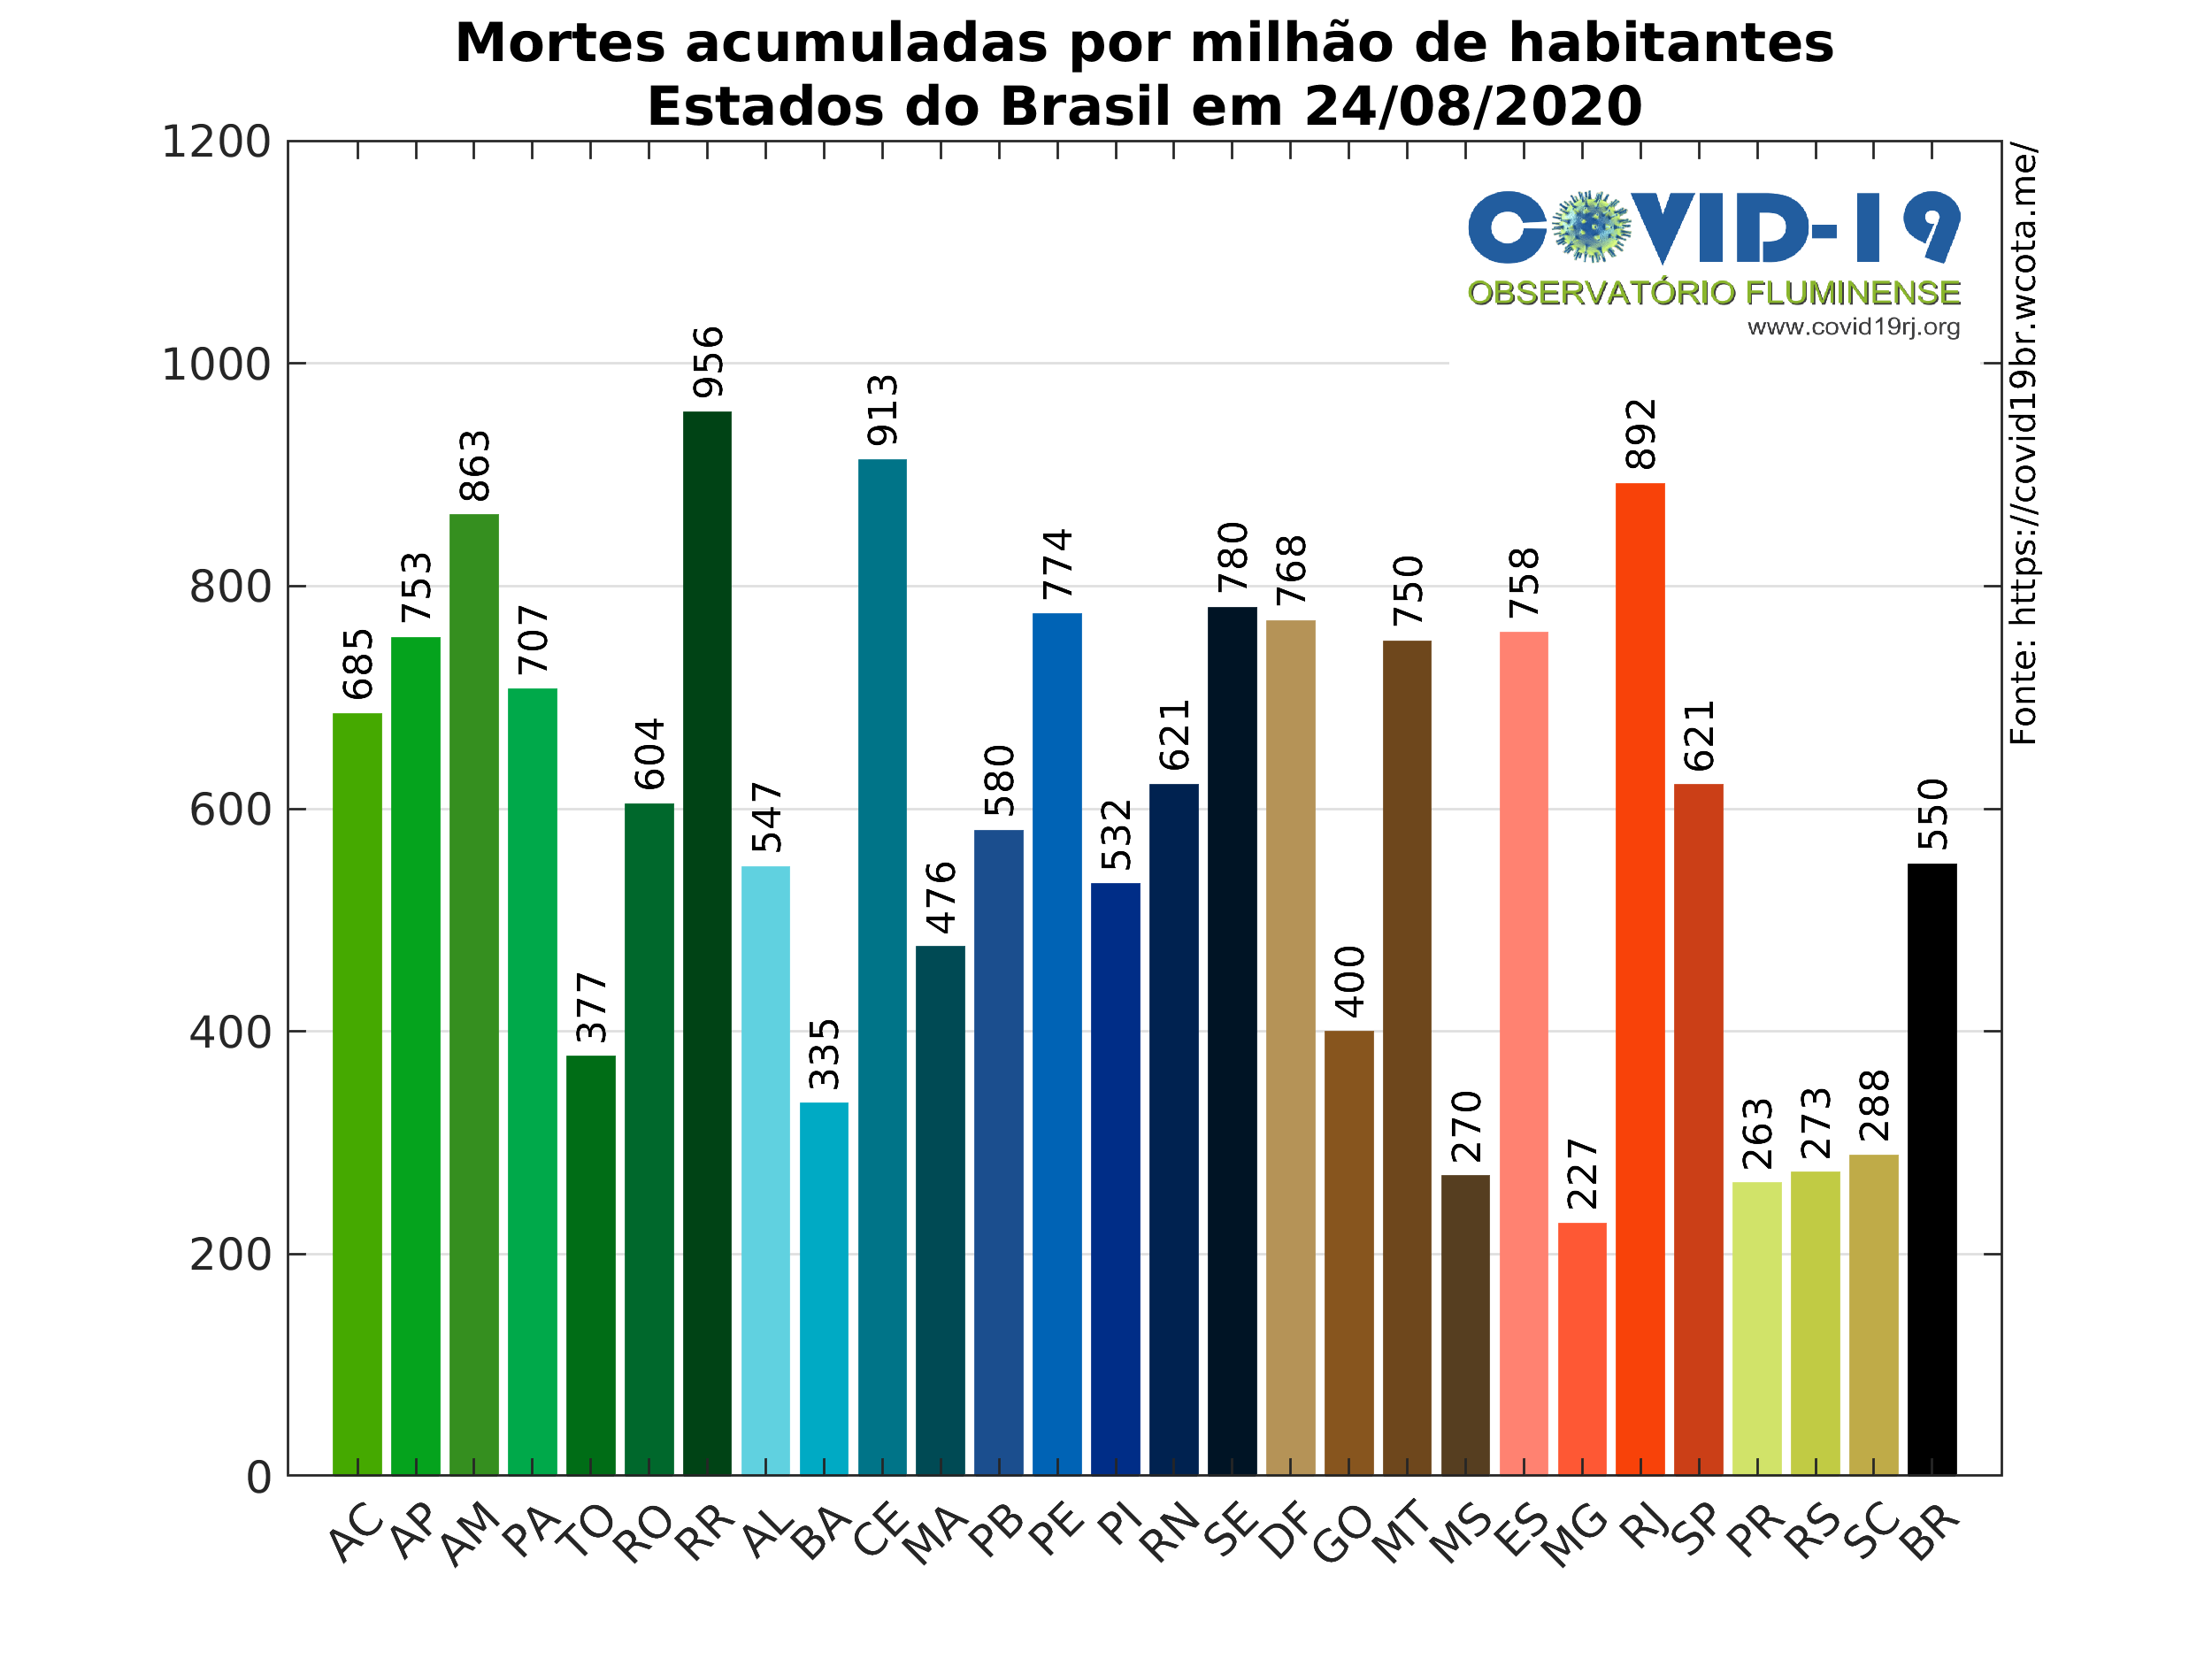 Mortes acumuladas por milhão de habitantes
Estados do Brasil em 24/08/2020
1200
1000
800
600
400
200
0
COVID-19
OBSERVATÓRIO FLUMINENSE
www.covid19rj.org
Fonte: https://covid19br.wcota.me/
685
753
863
707
377
604
956
547
335
913
476
580
774
532
621
780
768
400
750
270
758
227
892
621
263
273
288
550
AC
AP
AM
PA
TO
RO
RR
AL
BA
CE
MA
PB
PE
PI
RN
SE
DF
GO
MT
MS
ES
MG
RJ
SP
PR
RS
SC
BR